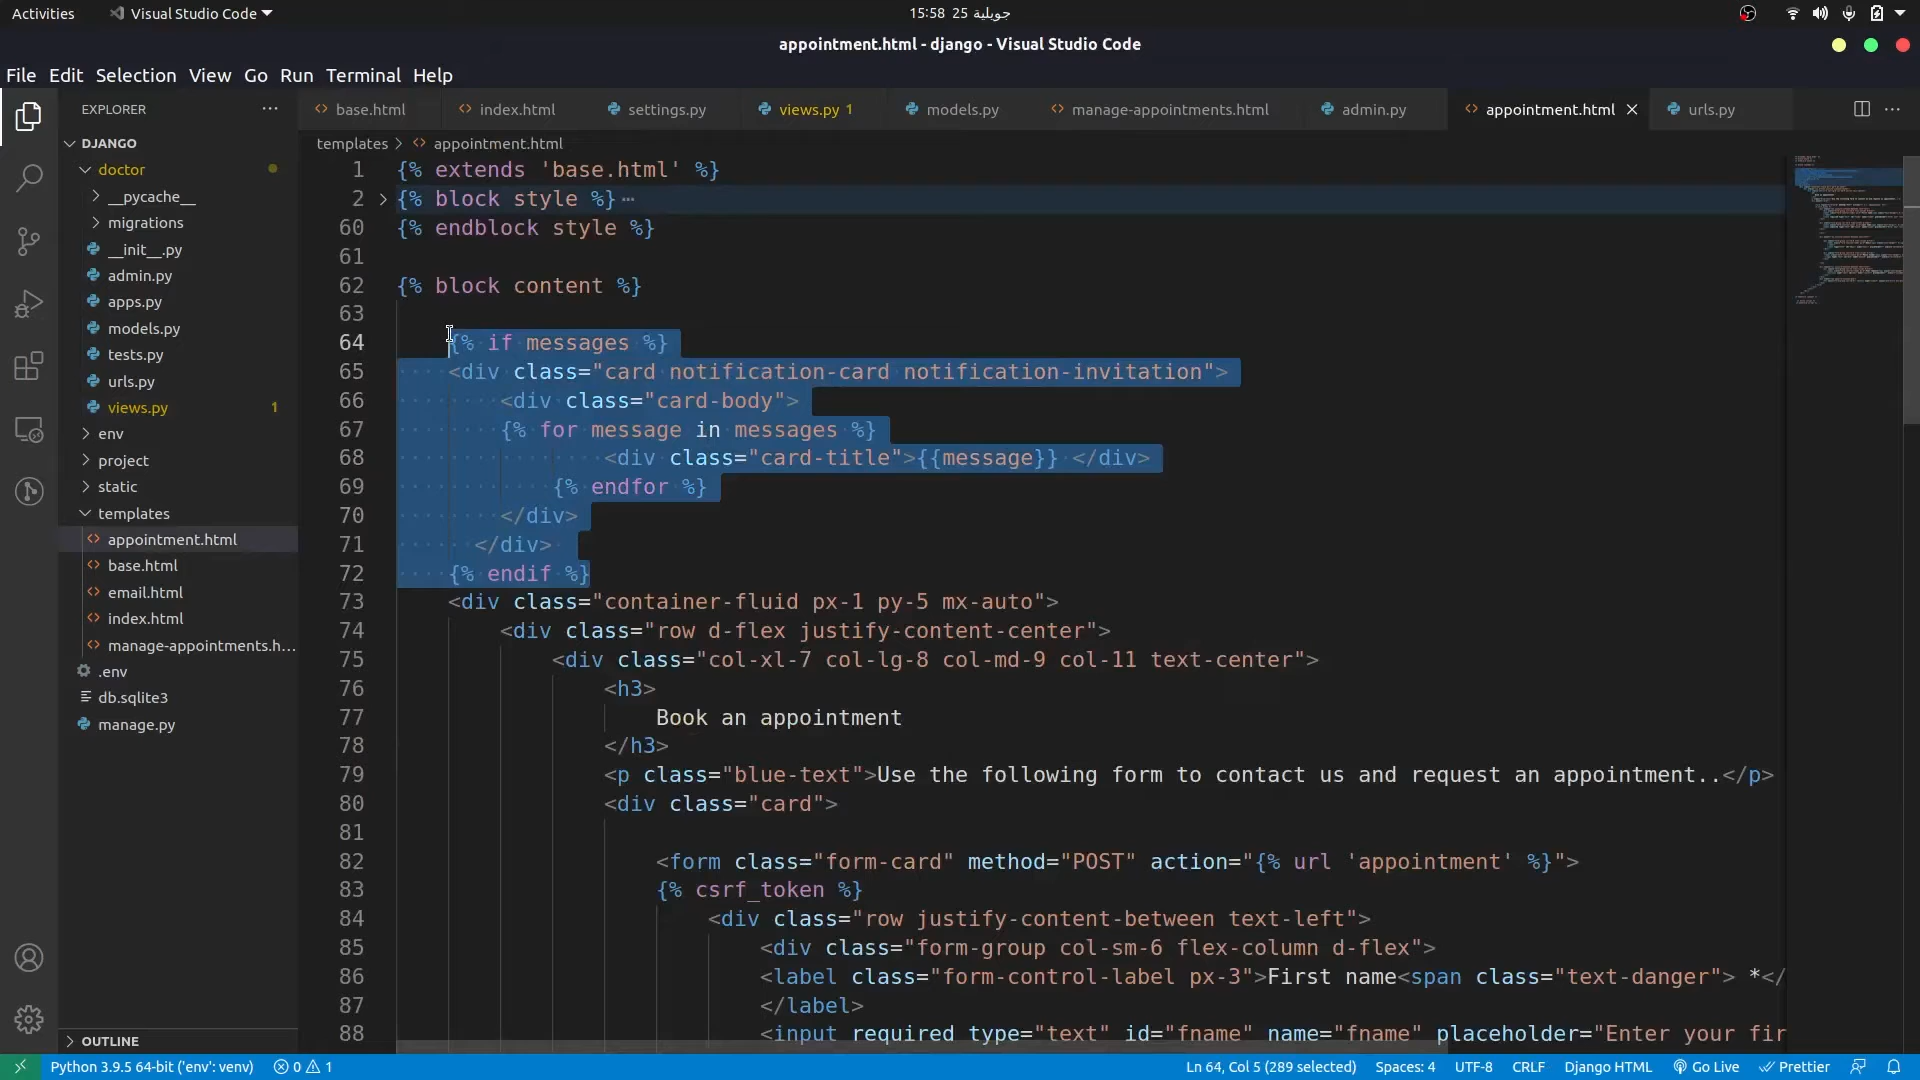 Activities
Visual Studio Code
15:58 25 جويلية
appointment.html - django - Visual Studio Code
File Edit Selection View Go Run Terminal Help
EXPLORER ···
base.html
index.html
settings.py
views.py 1
models.py
manage-appointments.html
admin.py
appointment.html
urls.py
DJANGO
doctor
__pycache__
migrations
__init__.py
admin.py
apps.py
models.py
tests.py
urls.py
views.py 1
env
project
static
templates
appointment.html
base.html
email.html
index.html
manage-appointments.h...
.env
db.sqlite3
manage.py
OUTLINE
templates > appointment.html
1 {% extends 'base.html' %}
2 {% block style %} ···
60 {% endblock style %}
61
62 {% block content %}
63
64 {% if messages %}
65 <div class="card notification-card notification-invitation">
66 <div class="card-body">
67 {% for message in messages %}
68 <div class="card-title">{{message}} </div>
69 {% endfor %}
70 </div>
71 </div>
72 {% endif %}
73 <div class="container-fluid px-1 py-5 mx-auto">
74 <div class="row d-flex justify-content-center">
75 <div class="col-xl-7 col-lg-8 col-md-9 col-11 text-center">
76 <h3>
77 Book an appointment
78 </h3>
79 <p class="blue-text">Use the following form to contact us and request an appointment..</p>
80 <div class="card">
81
82 <form class="form-card" method="POST" action="{% url 'appointment' %}">
83 {% csrf_token %}
84 <div class="row justify-content-between text-left">
85 <div class="form-group col-sm-6 flex-column d-flex">
86 <label class="form-control-label px-3">First name<span class="text-danger"> *</
87 </label>
88 <input required type="text" id="fname" name="fname" placeholder="Enter your fir
Python 3.9.5 64-bit ('env': venv) 0 1
Ln 64, Col 5 (289 selected) Spaces: 4 UTF-8 CRLF Django HTML Go Live Prettier